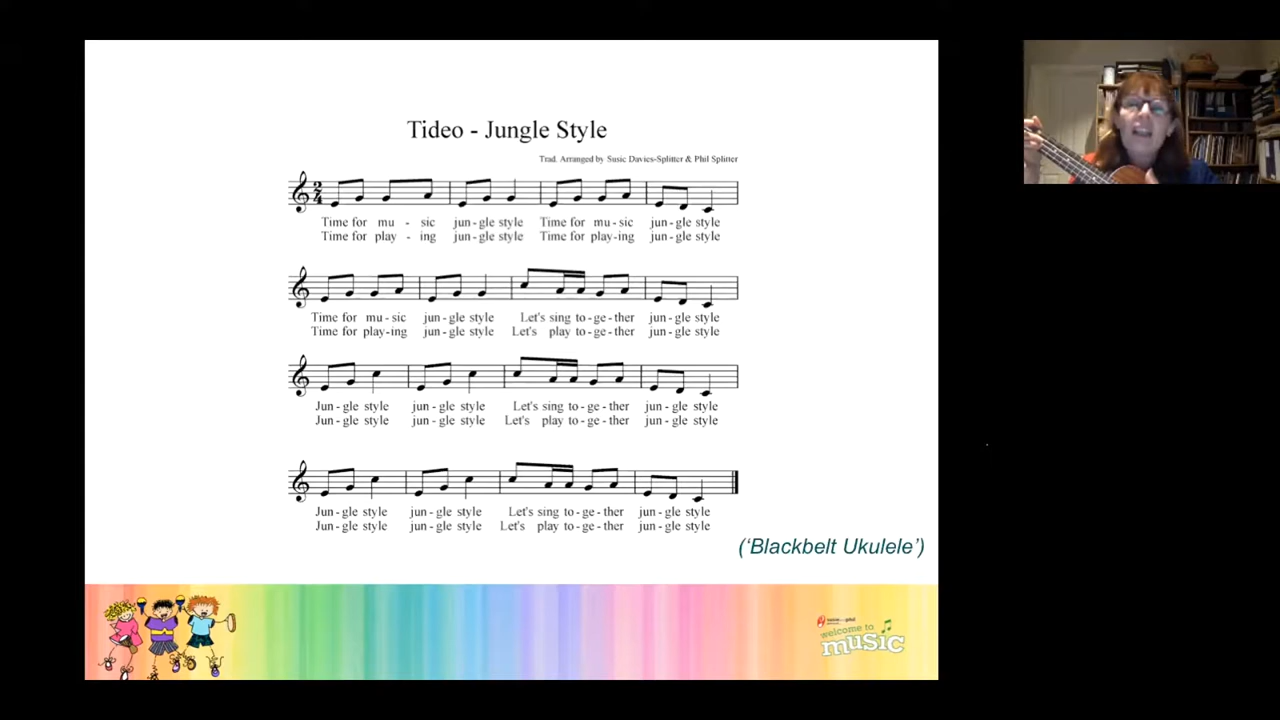 Tideo - Jungle Style
Trad. Arranged by Susie Davies-Splitter & Phil Splitter
2
4
Time for mu - sic jun - gle style Time for mu - sic jun - gle style
Time for play - ing jun - gle style Time for play-ing jun - gle style
Time for mu - sic jun - gle style Let's sing to - ge - ther jun - gle style
Time for play-ing jun - gle style Let's play to - ge - ther jun - gle style
Jun - gle style jun - gle style Let's sing to - ge - ther jun - gle style
Jun - gle style jun - gle style Let's play to - ge - ther jun - gle style
Jun - gle style jun - gle style Let's sing to - ge - ther jun - gle style
Jun - gle style jun - gle style Let's play to - ge - ther jun - gle style
('Blackbelt Ukulele')
welcome to
music